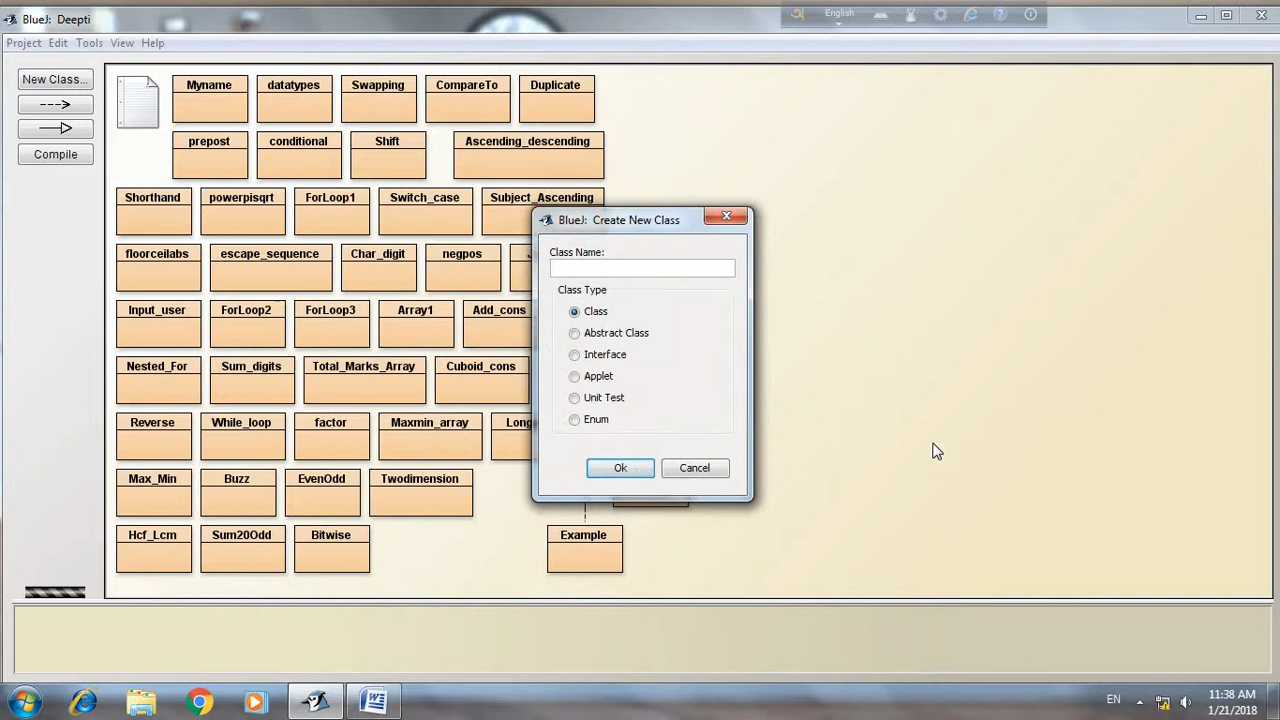 BlueJ: Deepti
English
Project Edit Tools View Help
New Class...
Compile
Myname datatypes Swapping CompareTo Duplicate
prepost conditional Shift Ascending_descending
Shorthand powerpisqrt ForLoop1 Switch_case Subject_Ascending
floorceilabs escape_sequence Char_digit negpos
Input_user ForLoop2 ForLoop3 Array1 Add_cons
Nested_For Sum_digits Total_Marks_Array Cuboid_cons
Reverse While_loop factor Maxmin_array Long
Max_Min Buzz EvenOdd Twodimension
Hcf_Lcm Sum20Odd Bitwise Example
BlueJ: Create New Class
Class Name:
Class Type
Class
Abstract Class
Interface
Applet
Unit Test
Enum
Ok Cancel
EN
11:38 AM
1/21/2018